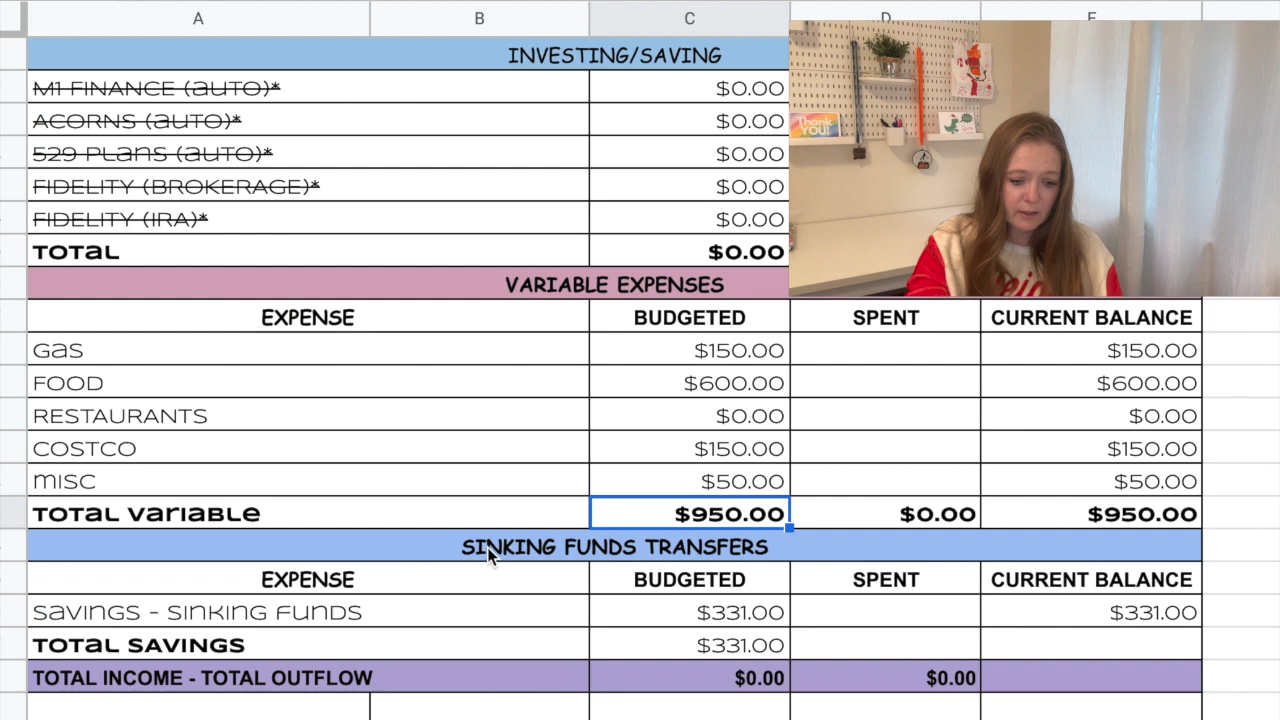 A B C D E
INVESTING/SAVING
M1 FINANCE (auto)* $0.00
ACORNS (auto)* $0.00
529 Plans (auto)* $0.00
FIDELITY (BROKERAGE)* $0.00
FIDELITY (IRA)* $0.00
Total $0.00
VARIABLE EXPENSES
EXPENSE BUDGETED SPENT CURRENT BALANCE
Gas $150.00 $150.00
FOOD $600.00 $600.00
RESTAURANTS $0.00 $0.00
COSTCO $150.00 $150.00
MISC $50.00 $50.00
Total Variable $950.00 $0.00 $950.00
SINKING FUNDS TRANSFERS
EXPENSE BUDGETED SPENT CURRENT BALANCE
Savings - Sinking Funds $331.00 $331.00
Total SAVINGS $331.00
TOTAL INCOME - TOTAL OUTFLOW $0.00 $0.00
Thank
YOU!